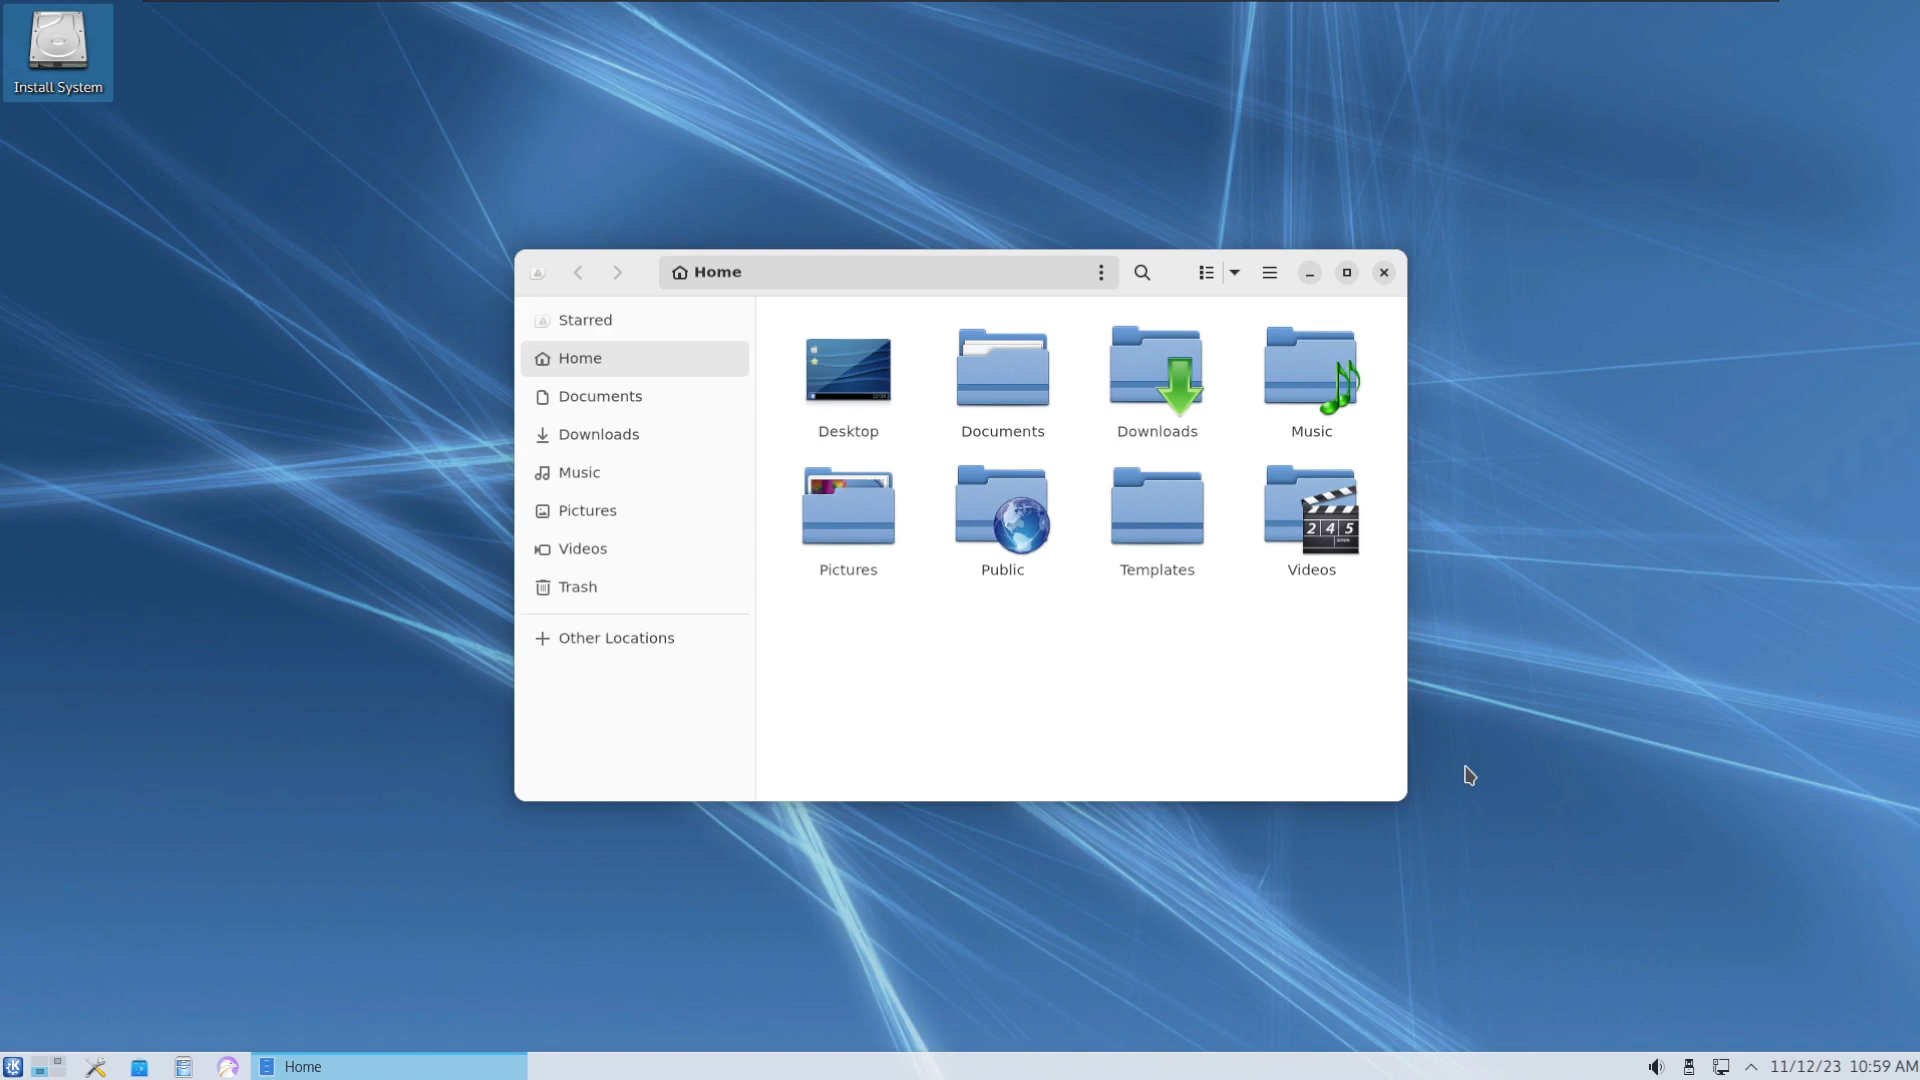 Install System
Home
Starred
Home
Documents
Downloads
Music
Pictures
Videos
Trash
Other Locations
Desktop
Documents
Downloads
Music
Pictures
Public
Templates
Videos
2 4 5
Home
11/12/23 10:59 AM